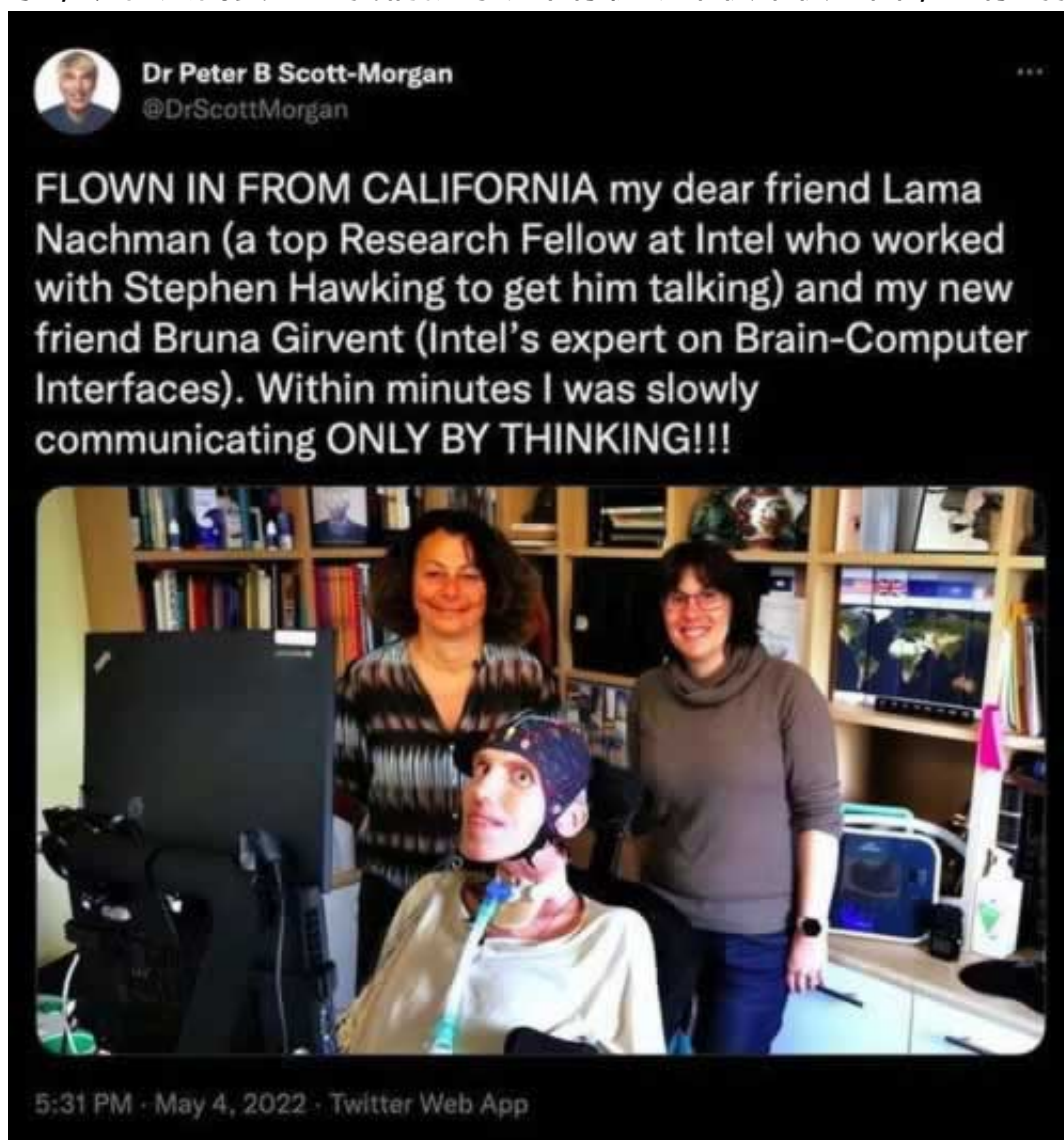 Dr Peter B Scott-Morgan
@DrScottMorgan
FLOWN IN FROM CALIFORNIA my dear friend Lama
Nachman (a top Research Fellow at Intel who worked
with Stephen Hawking to get him talking) and my new
friend Bruna Girvent (Intel’s expert on Brain-Computer
Interfaces). Within minutes I was slowly
communicating ONLY BY THINKING!!!
5:31 PM · May 4, 2022 · Twitter Web App